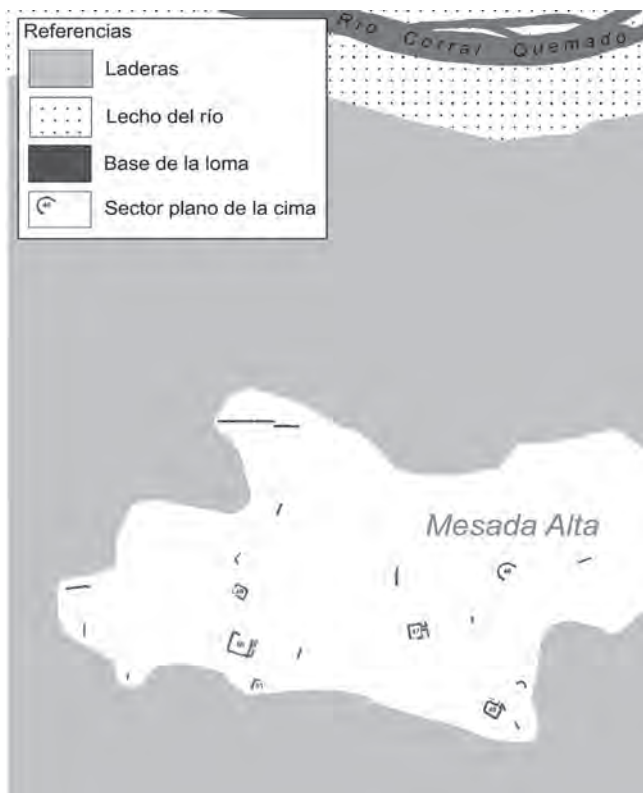 Referencias
Laderas
Lecho del río
Base de la loma
Sector plano de la cima
Río Corral Quemado
Mesada Alta